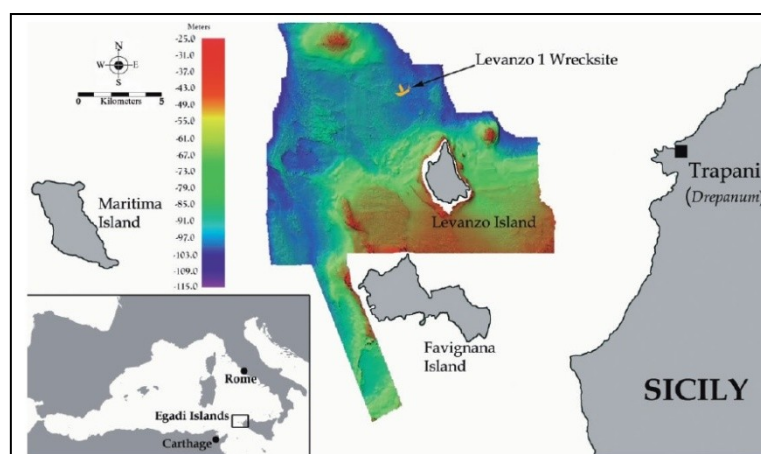 Meters
-25.0
-37.0
-43.0
-49.0
-55.0
-61.0
-67.0
-73.0
-79.0
-85.0
-91.0
-97.0
-103.0
-109.0
-115.0
N
W E
S
0 5
Kilometers
Levanzo 1 Wrecksite
Maritima
Island
Levanzo Island
Trapani
(Drepanum)
Favignana
Island
SICILY
Rome
Egadi Islands
Carthage